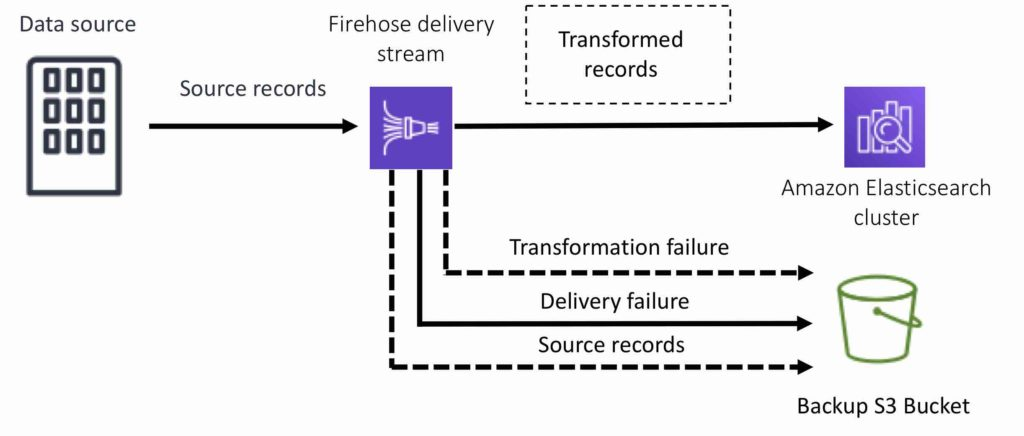 Data source
Firehose delivery
stream
Transformed
records
Source records
Amazon Elasticsearch
cluster
Transformation failure
Delivery failure
Source records
Backup S3 Bucket